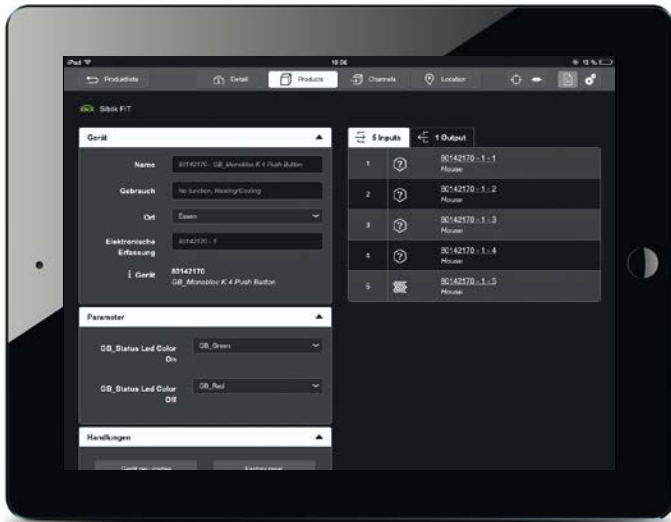 iPad
Produktliste
Detail
Products
Channels
Location
Siblik FIT
Gerät
Name
80142170 - GB_Monobloc K 4 Push Button
Gebrauch
No function, Heating/Cooling
Ort
Essen
Elektronische
Erfassung
80142170 - 1
i Gerät
80142170
GB_Monobloc K 4 Push Button
Parameter
GB_Status Led Color
On
GB_Green
GB_Status Led Color
Off
GB_Red
Handlungen
5 Inputs
1 Output
1
80142170 - 1 - 1
House
2
80142170 - 1 - 2
House
3
80142170 - 1 - 3
House
4
80142170 - 1 - 4
House
5
80142170 - 1 - 5
House